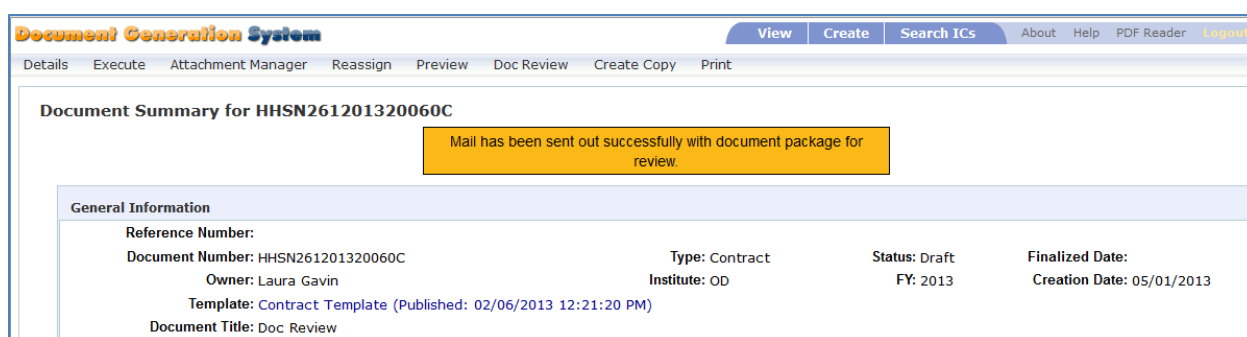 Document Generation System View Create Search ICs About Help PDF Reader Logout
Details Execute Attachment Manager Reassign Preview Doc Review Create Copy Print
Document Summary for HHSN261201320060C
Mail has been sent out successfully with document package for
review.
General Information
Reference Number:
Document Number: HHSN261201320060C Type: Contract Status: Draft Finalized Date:
Owner: Laura Gavin Institute: OD FY: 2013 Creation Date: 05/01/2013
Template: Contract Template (Published: 02/06/2013 12:21:20 PM)
Document Title: Doc Review